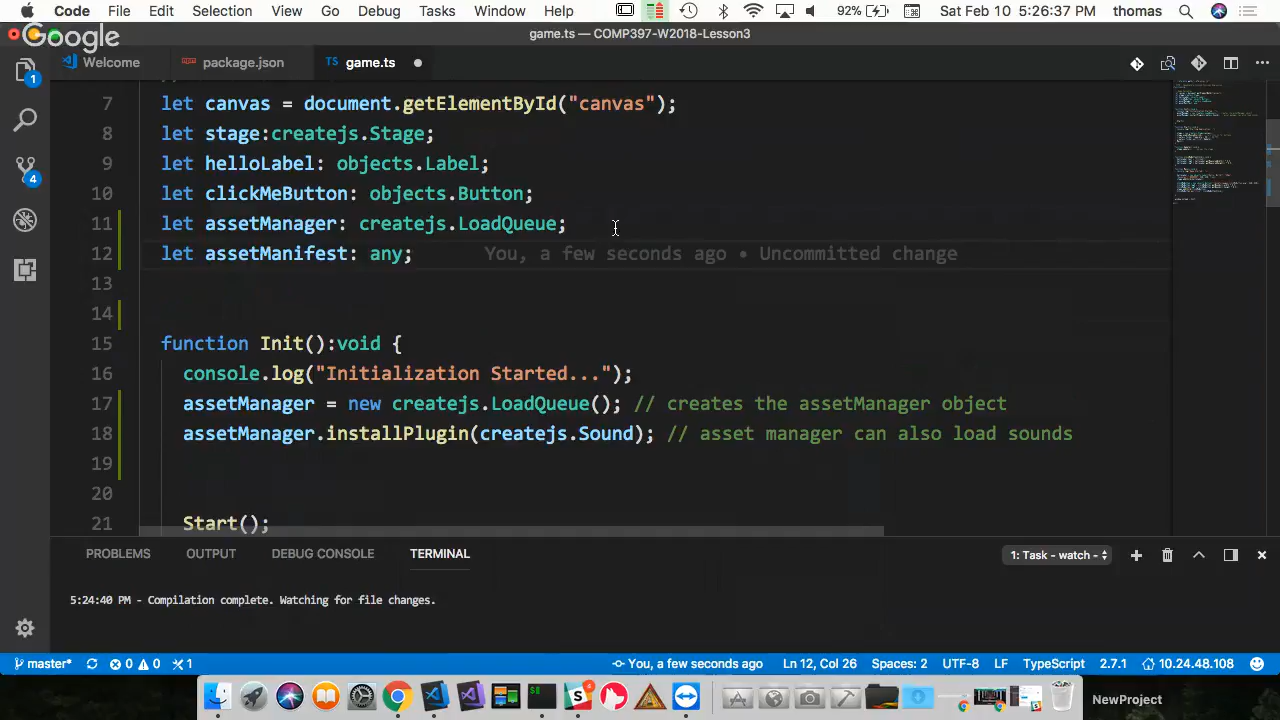 Code File Edit Selection View Go Debug Tasks Window Help 92% Sat Feb 10 5:26:37 PM thomas
Google
game.ts — COMP397-W2018-Lesson3
Welcome package.json TS game.ts
1
4
7 let canvas = document.getElementById("canvas");
8 let stage:createjs.Stage;
9 let helloLabel: objects.Label;
10 let clickMeButton: objects.Button;
11 let assetManager: createjs.LoadQueue;
12 let assetManifest: any; You, a few seconds ago • Uncommitted change
13
14
15 function Init():void {
16 console.log("Initialization Started...");
17 assetManager = new createjs.LoadQueue(); // creates the assetManager object
18 assetManager.installPlugin(createjs.Sound); // asset manager can also load sounds
19
20
21 Start();
PROBLEMS OUTPUT DEBUG CONSOLE TERMINAL 1: Task - watch -
5:24:40 PM - Compilation complete. Watching for file changes.
master* 0 0 1 You, a few seconds ago Ln 12, Col 26 Spaces: 2 UTF-8 LF TypeScript 2.7.1 10.24.48.108
NewProject